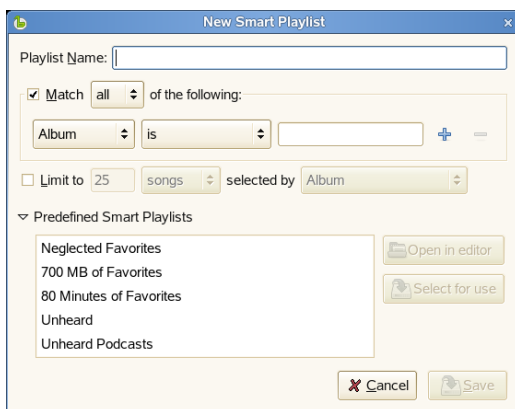 New Smart Playlist
Playlist Name:
Match all of the following:
Album is
Limit to 25 songs selected by Album
Predefined Smart Playlists
Neglected Favorites
700 MB of Favorites
80 Minutes of Favorites
Unheard
Unheard Podcasts
Open in editor
Select for use
Cancel Save